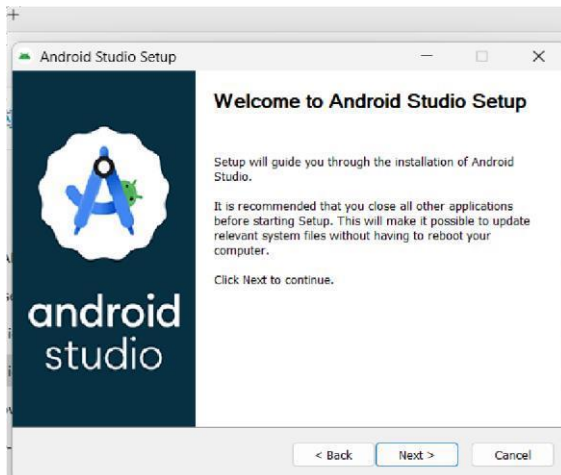 Android Studio Setup
Welcome to Android Studio Setup
Setup will guide you through the installation of Android
Studio.
It is recommended that you close all other applications
before starting Setup. This will make it possible to update
relevant system files without having to reboot your
computer.
Click Next to continue.
android
studio
< Back
Next >
Cancel